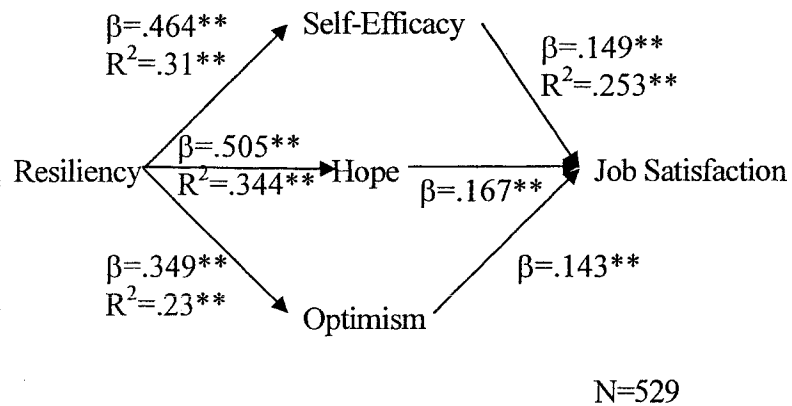 β=.464**
R²=.31**
Self-Efficacy
β=.149**
R²=.253**
Resiliency
β=.505**
R²=.344**
Hope
β=.167**
Job Satisfaction
β=.349**
R²=.23**
Optimism
β=.143**
N=529